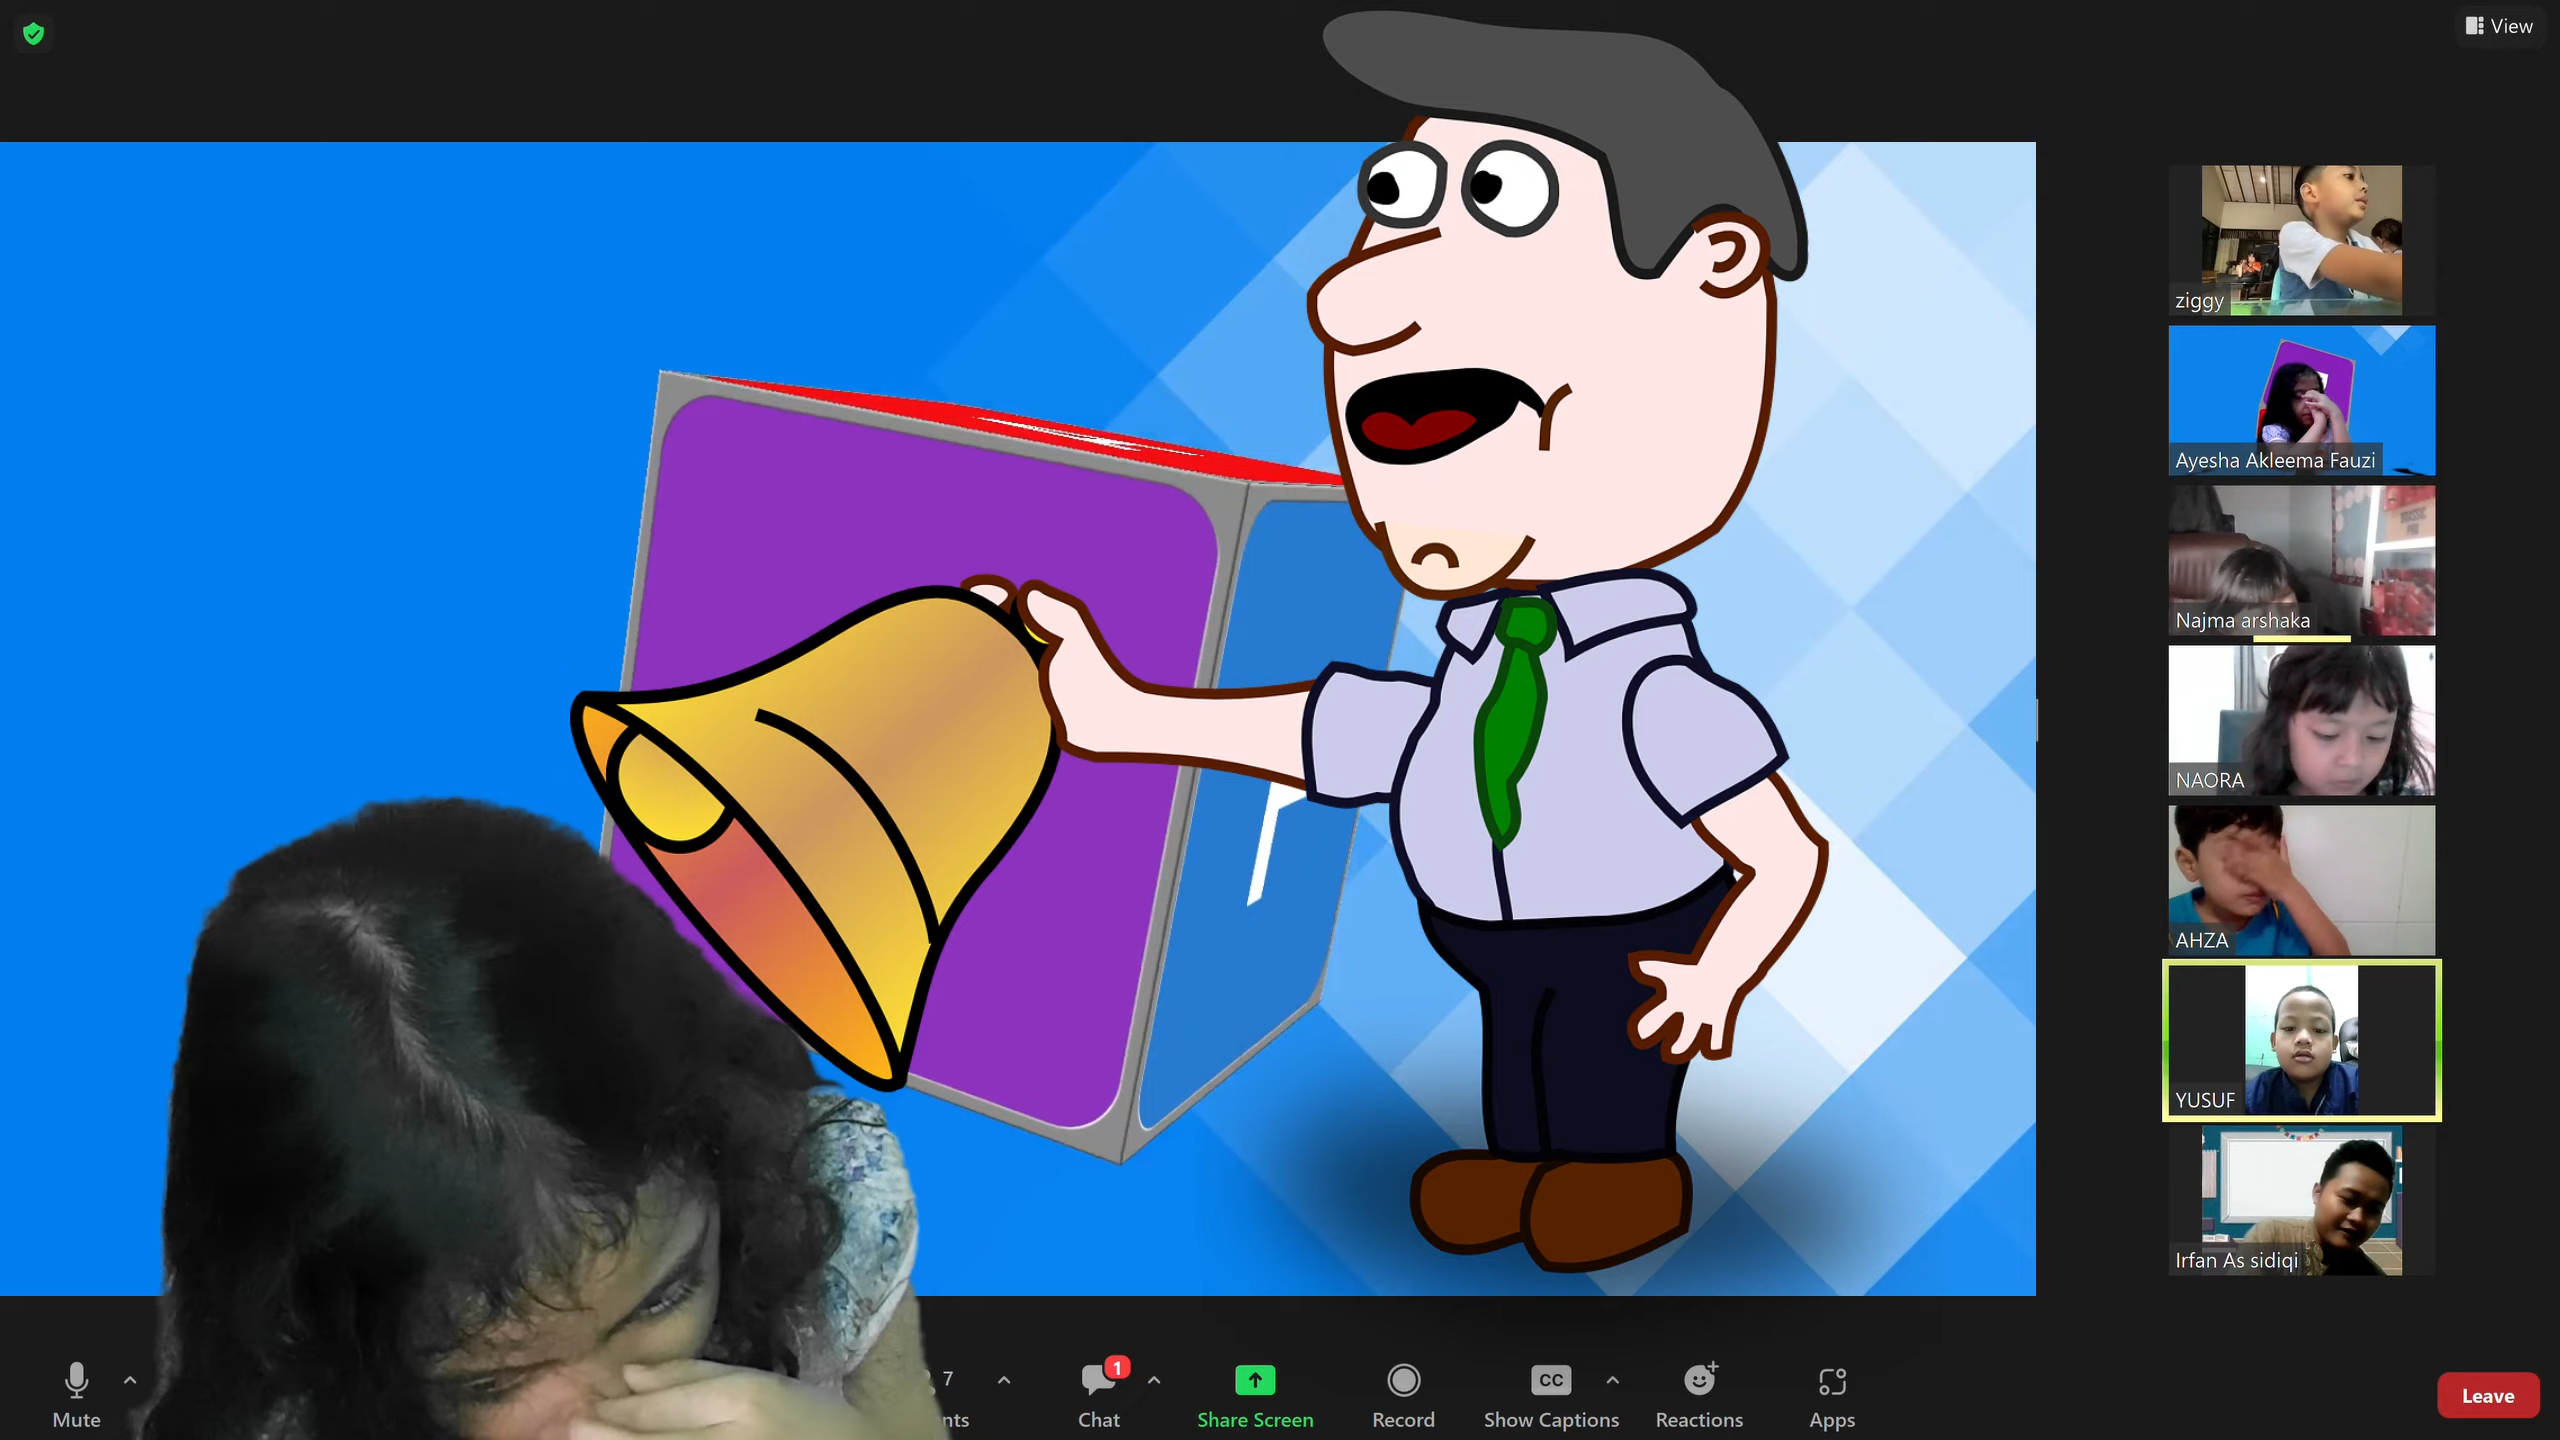 View
ziggy
Ayesha Akleema Fauzi
Najma arshaka
NAORA
AHZA
YUSUF
Irfan As sidiqi
Mute
7
nts
1
Chat
Share Screen
Record
CC
Show Captions
Reactions
Apps
Leave